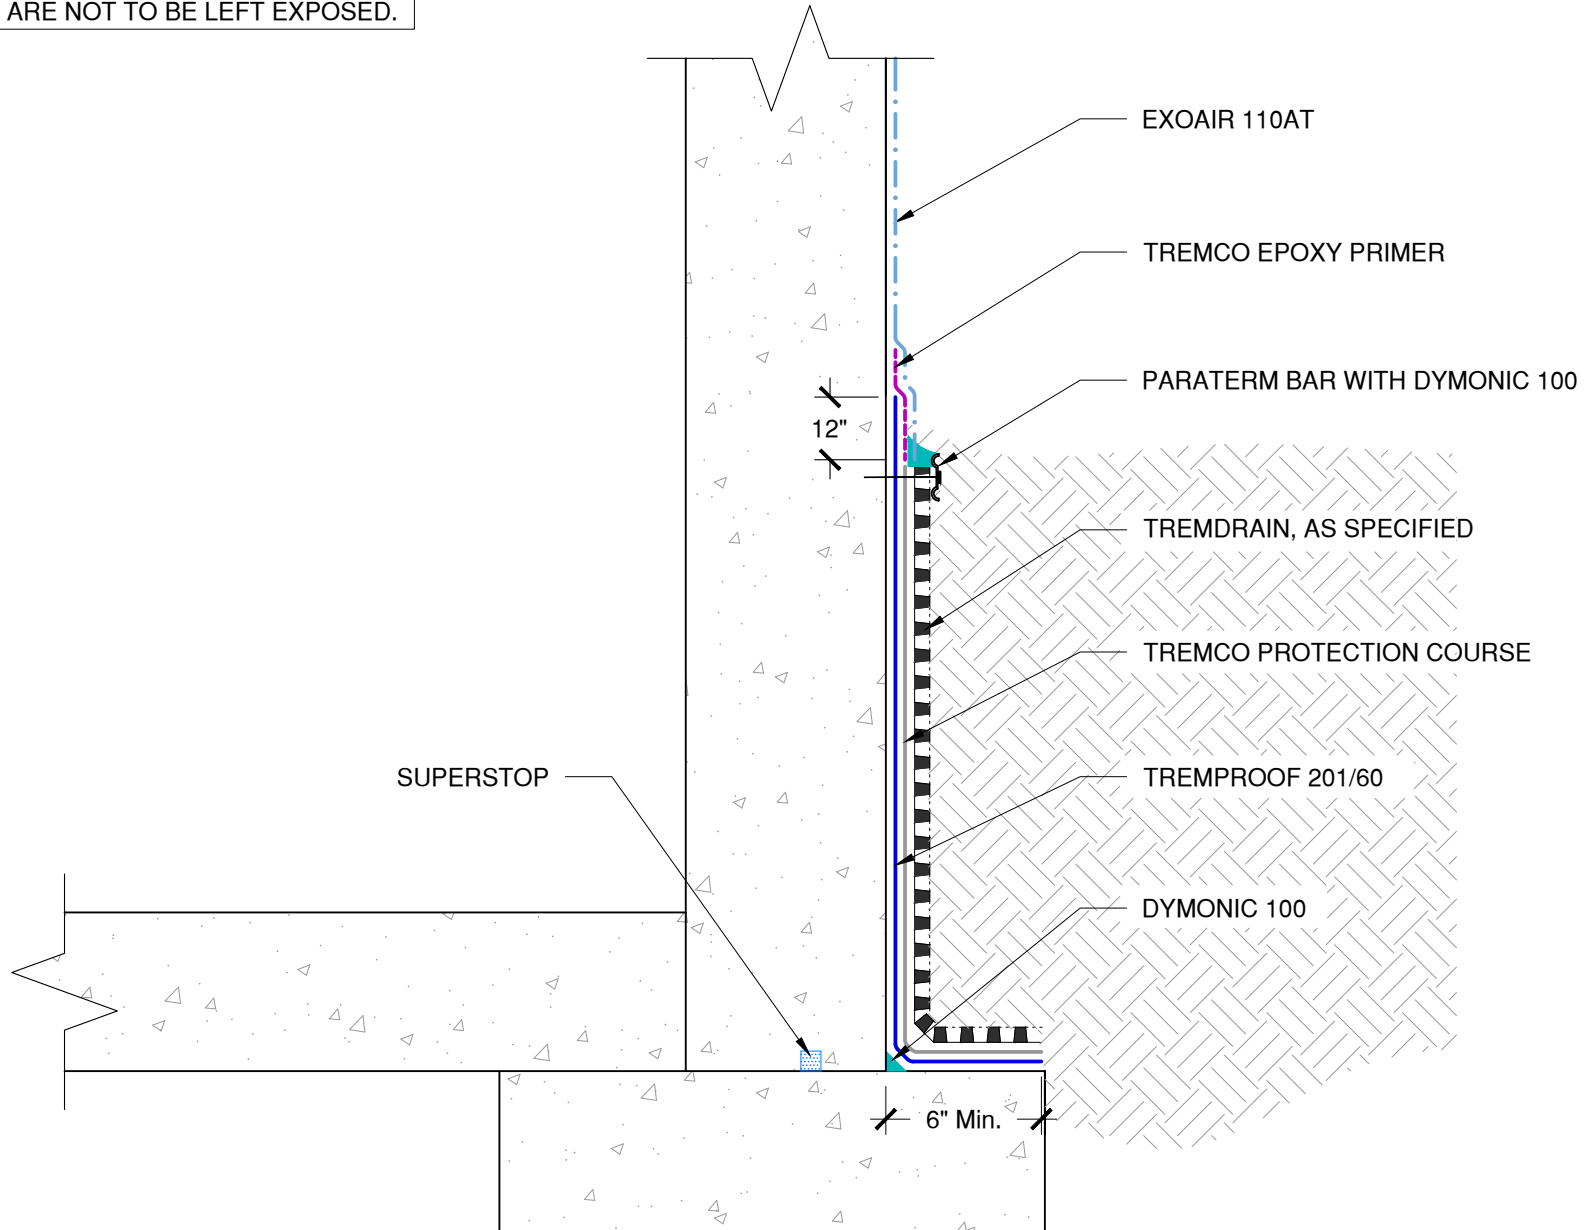 ARE NOT TO BE LEFT EXPOSED.
EXOAIR 110AT
TREMCO EPOXY PRIMER
PARATERM BAR WITH DYMONIC 100
12"
TREMDRAIN, AS SPECIFIED
TREMCO PROTECTION COURSE
SUPERSTOP
TREMPROOF 201/60
DYMONIC 100
6" Min.